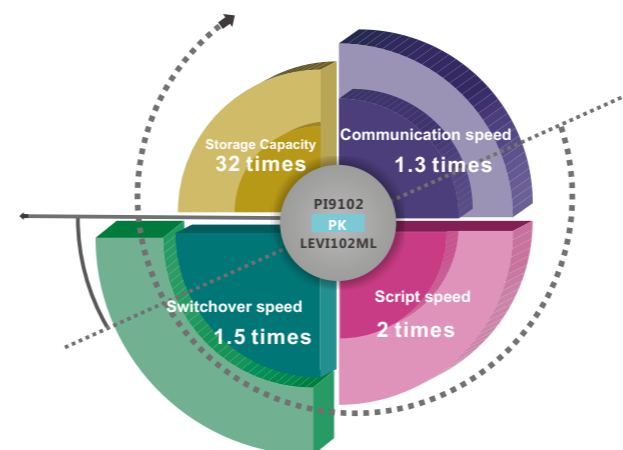 Storage Capacity
32 times
Communication speed
1.3 times
PI9102
PK
LEVI102ML
Switchover speed
1.5 times
Script speed
2 times